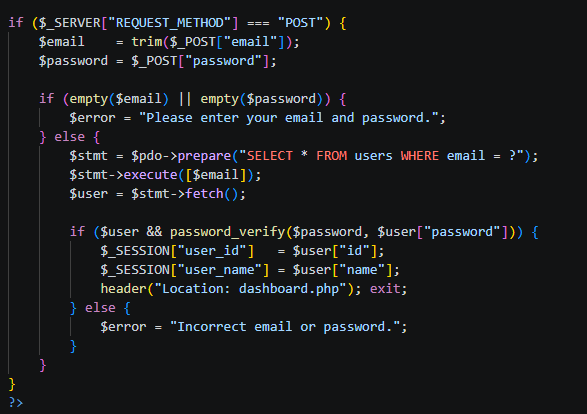 if ($_SERVER["REQUEST_METHOD"] === "POST") {
    $email    = trim($_POST["email"]);
    $password = $_POST["password"];

    if (empty($email) || empty($password)) {
        $error = "Please enter your email and password.";
    } else {
        $stmt = $pdo->prepare("SELECT * FROM users WHERE email = ?");
        $stmt->execute([$email]);
        $user = $stmt->fetch();

        if ($user && password_verify($password, $user["password"])) {
            $_SESSION["user_id"]   = $user["id"];
            $_SESSION["user_name"] = $user["name"];
            header("Location: dashboard.php"); exit;
        } else {
            $error = "Incorrect email or password.";
        }
    }
}
?>